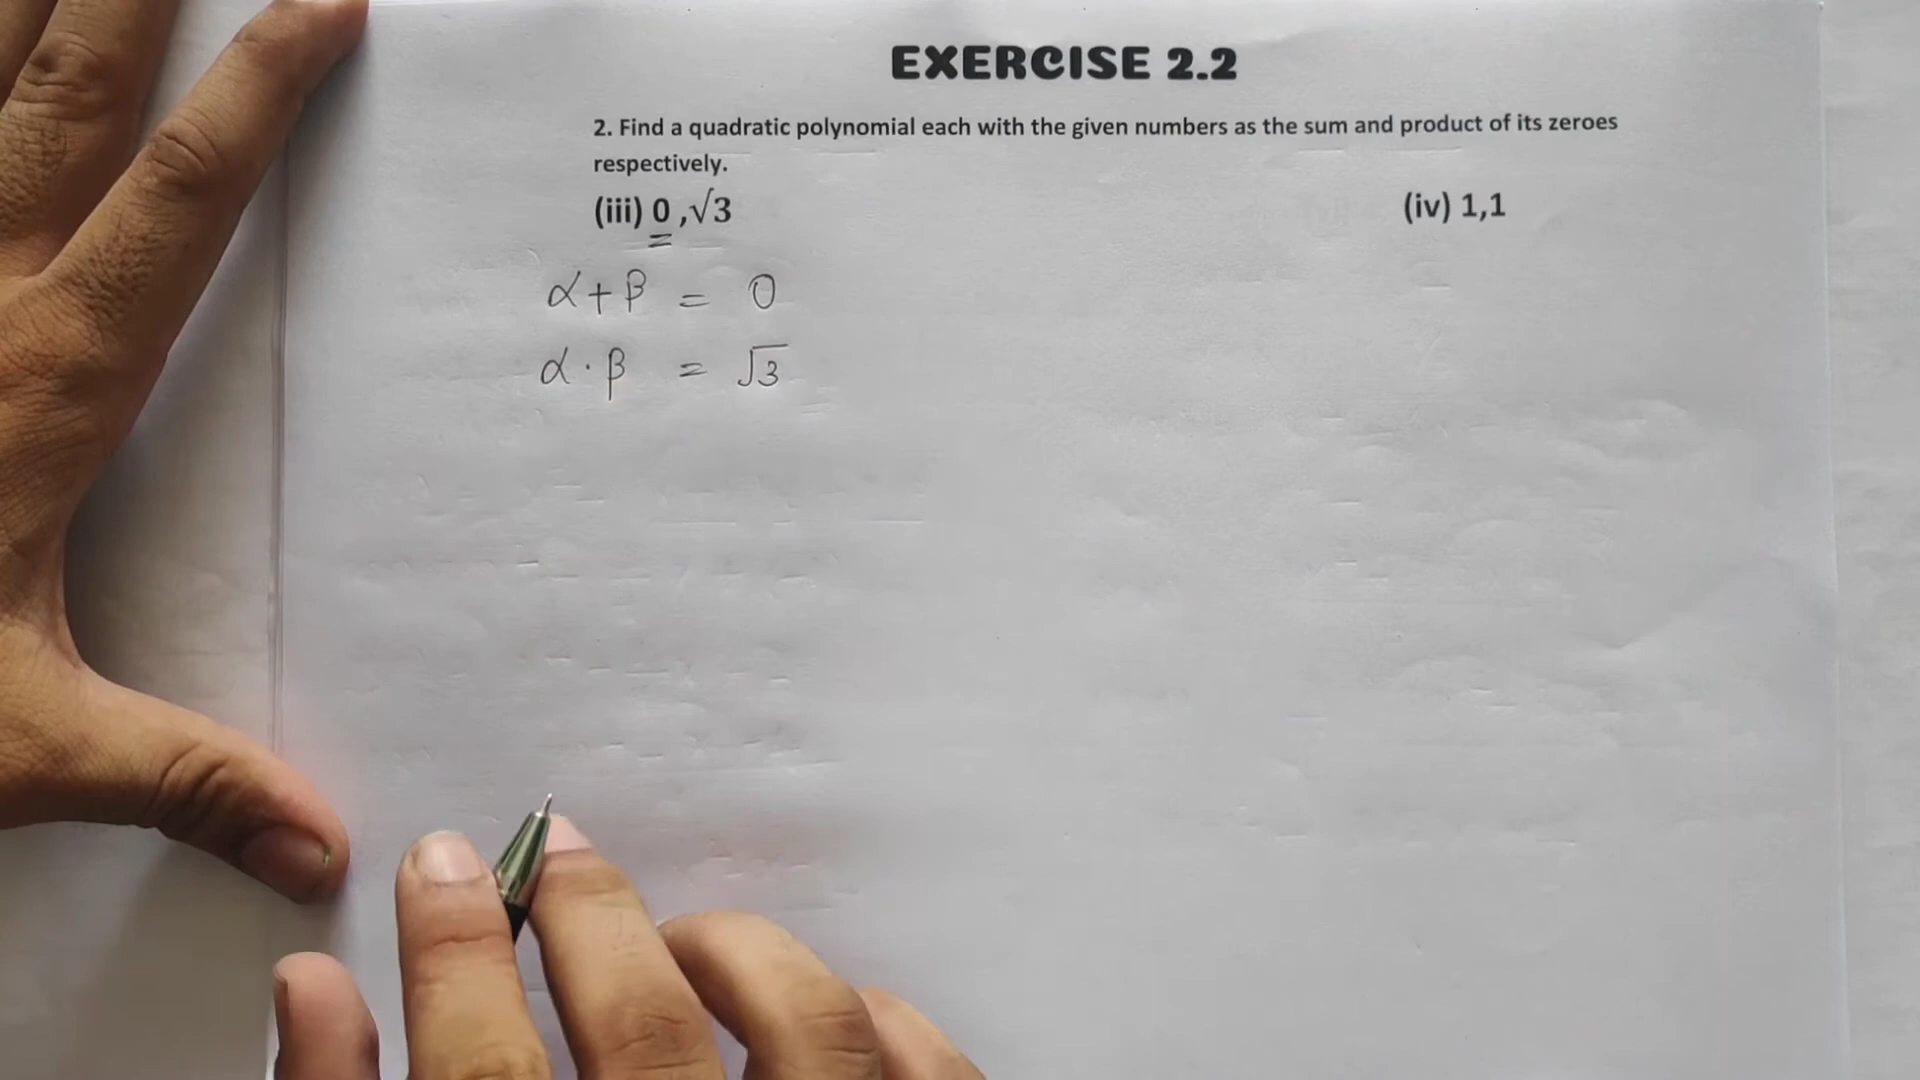 EXERCISE 2.2
2. Find a quadratic polynomial each with the given numbers as the sum and product of its zeroes
respectively.
(iii) 0 ,√3
(iv) 1,1
α+β = 0
α · β = √3